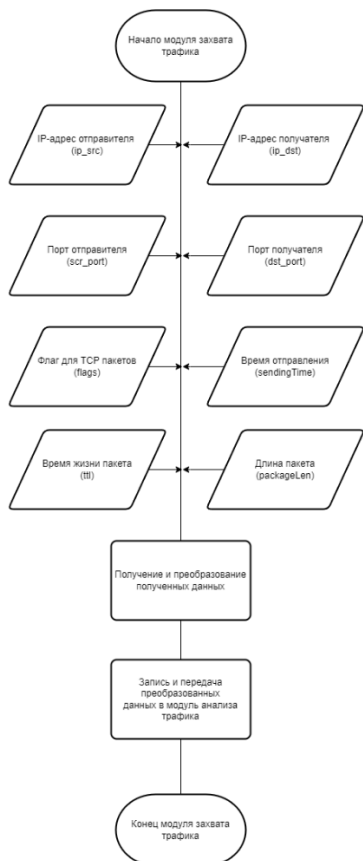 Начало модуля захвата
трафика
IP-адрес отправителя
(ip_src)
IP-адрес получателя
(ip_dst)
Порт отправителя
(scr_port)
Порт получателя
(dst_port)
Флаг для TCP пакетов
(flags)
Время отправления
(sendingTime)
Время жизни пакета
(ttl)
Длина пакета
(packageLen)
Получение и преобразование
полученных данных
Запись и передача
преобразованных
данных в модуль анализа
трафика
Конец модуля захвата
трафика